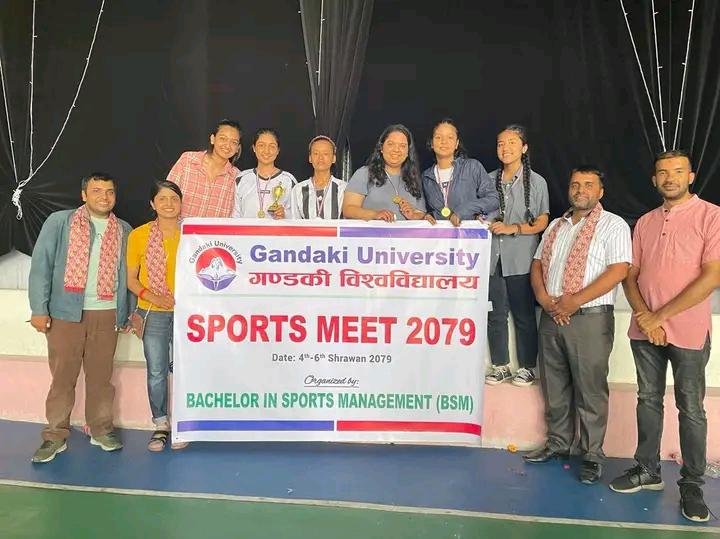 Gandaki University
Gandaki University
गण्डकी विश्वविद्यालय
SPORTS MEET 2079
Date: 4th-6th Shrawan 2079
Organized by:
BACHELOR IN SPORTS MANAGEMENT (BSM)